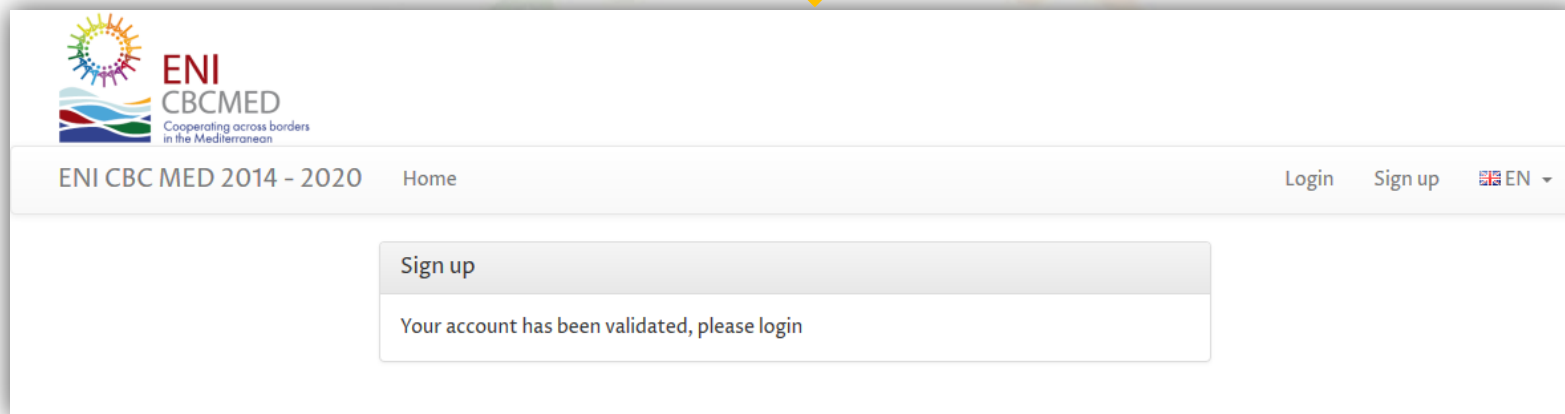 ENI
CBCMED
Cooperating across borders
in the Mediterranean
ENI CBC MED 2014 - 2020 Home Login Sign up EN
Sign up
Your account has been validated, please login